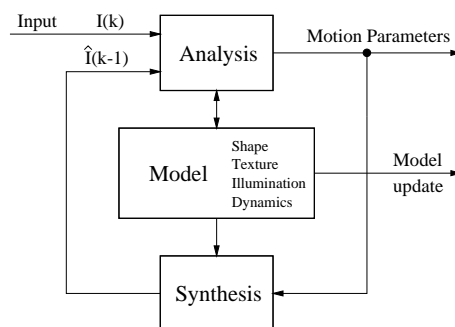 Input I(k)
Î(k-1)
Analysis
Motion Parameters
Model
Shape
Texture
Illumination
Dynamics
Model
update
Synthesis